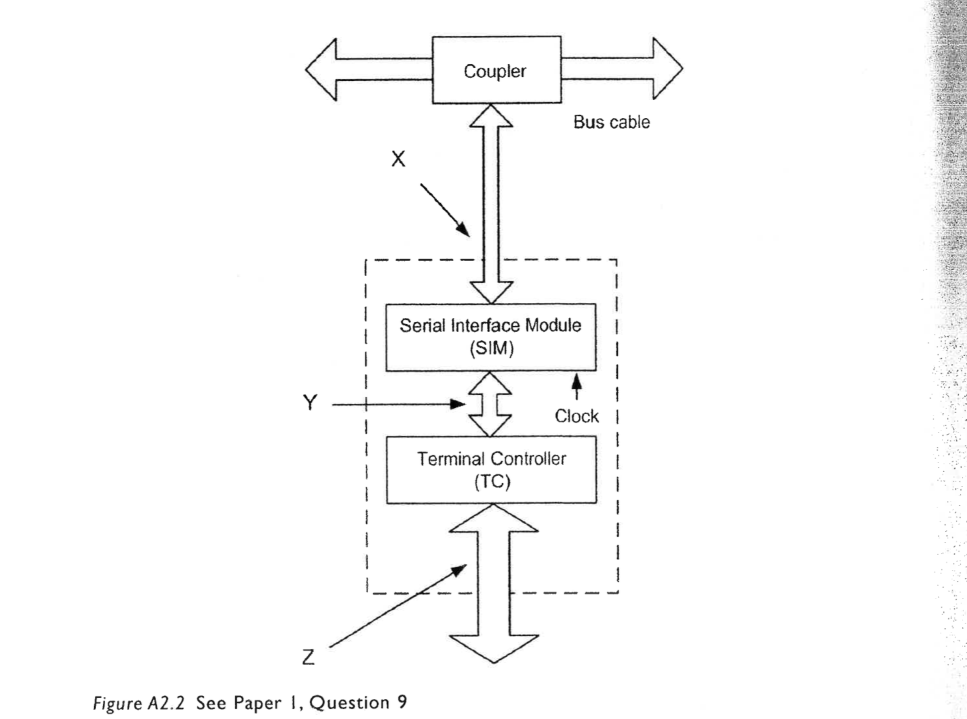 Coupler
Bus cable
X
Serial Interface Module
(SIM)
Y
Clock
Terminal Controller
(TC)
Z
Figure A2.2 See Paper 1, Question 9